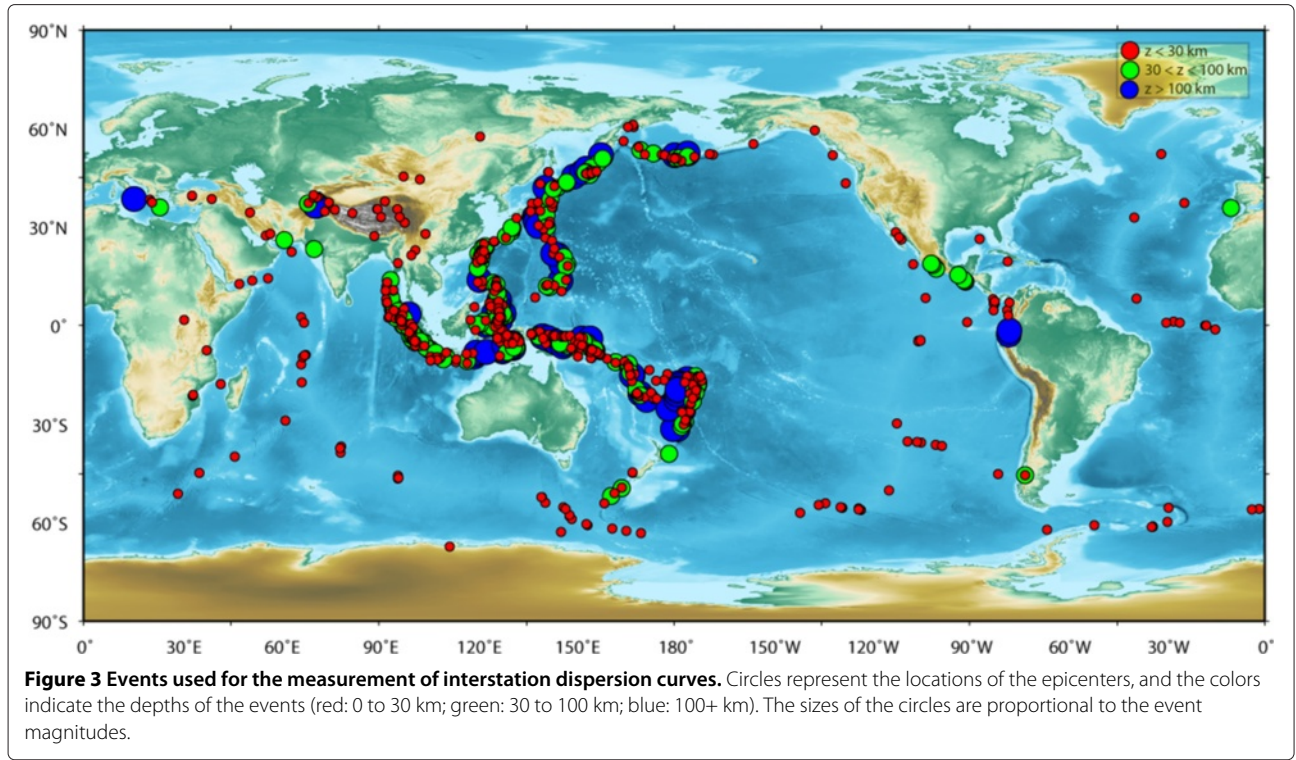 90˚N
z < 30 km
30 < z < 100 km
z > 100 km
60˚N
30˚N
0˚
30˚S
60˚S
90˚S
0˚ 30˚E 60˚E 90˚E 120˚E 150˚E 180˚ 150˚W 120˚W 90˚W 60˚W 30˚W 0˚
Figure 3 Events used for the measurement of interstation dispersion curves. Circles represent the locations of the epicenters, and the colors
indicate the depths of the events (red: 0 to 30 km; green: 30 to 100 km; blue: 100+ km). The sizes of the circles are proportional to the event
magnitudes.